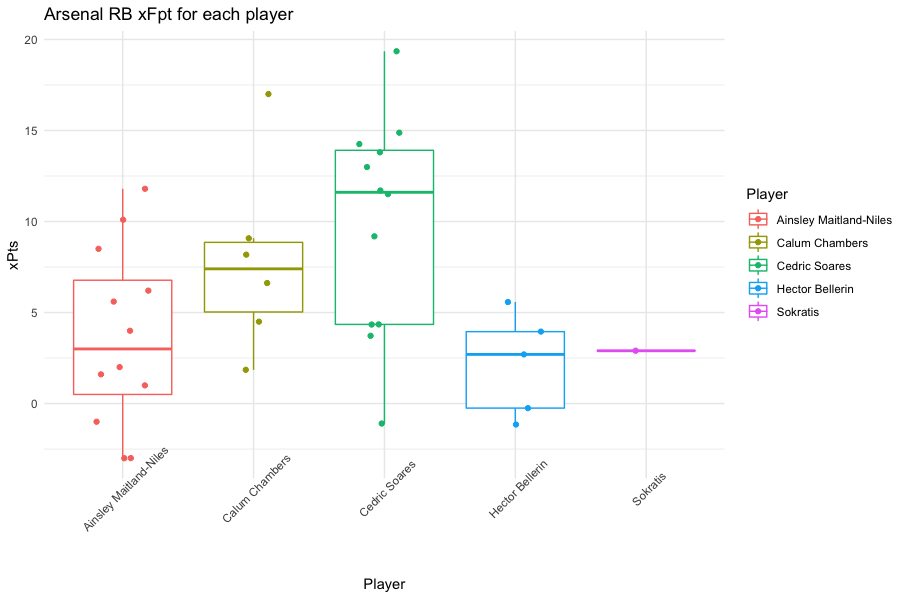 Arsenal RB xFpt for each player
20
15
10
5
0
xPts
Ainsley Maitland-Niles
Calum Chambers
Cedric Soares
Hector Bellerin
Sokratis
Player
Player
Ainsley Maitland-Niles
Calum Chambers
Cedric Soares
Hector Bellerin
Sokratis